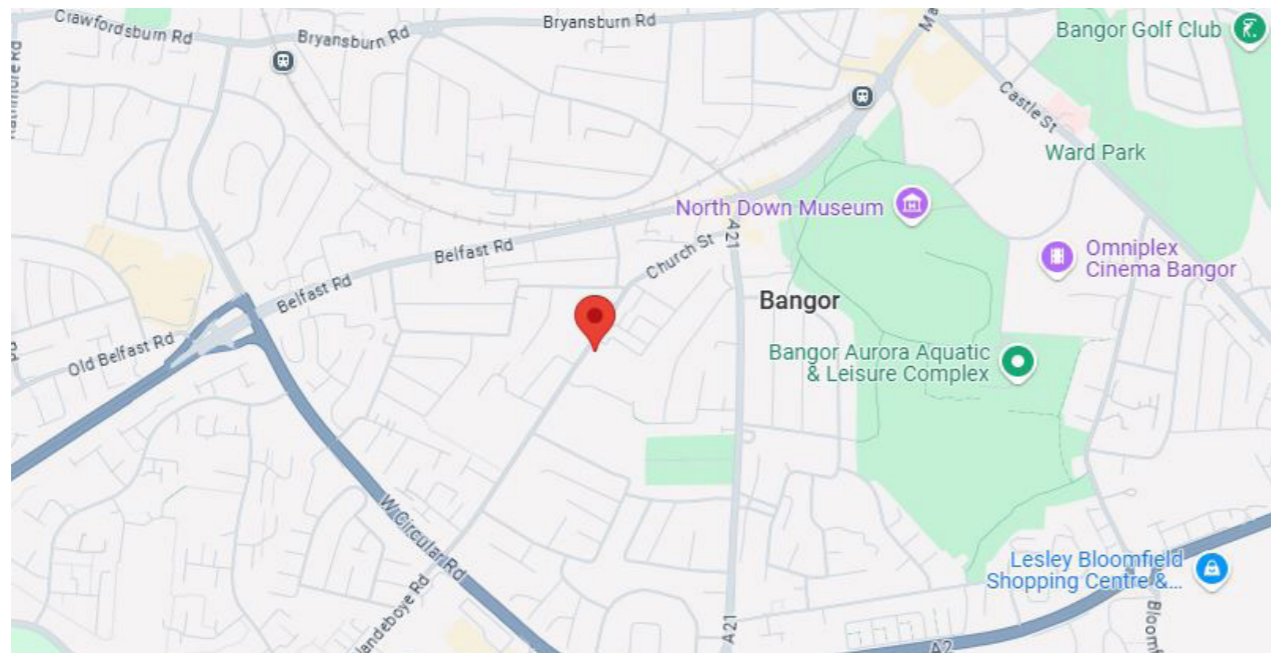 Crawfordsburn Rd
Bryansburn Rd
Bryansburn Rd
Bangor Golf Club
Castle St
Ward Park
North Down Museum
A21
Church St
Belfast Rd
Omniplex
Cinema Bangor
Belfast Rd
Bangor
Old Belfast Rd
Bangor Aurora Aquatic
& Leisure Complex
W Circular Rd
Lesley Bloomfield
Shopping Centre &...
A21
A2